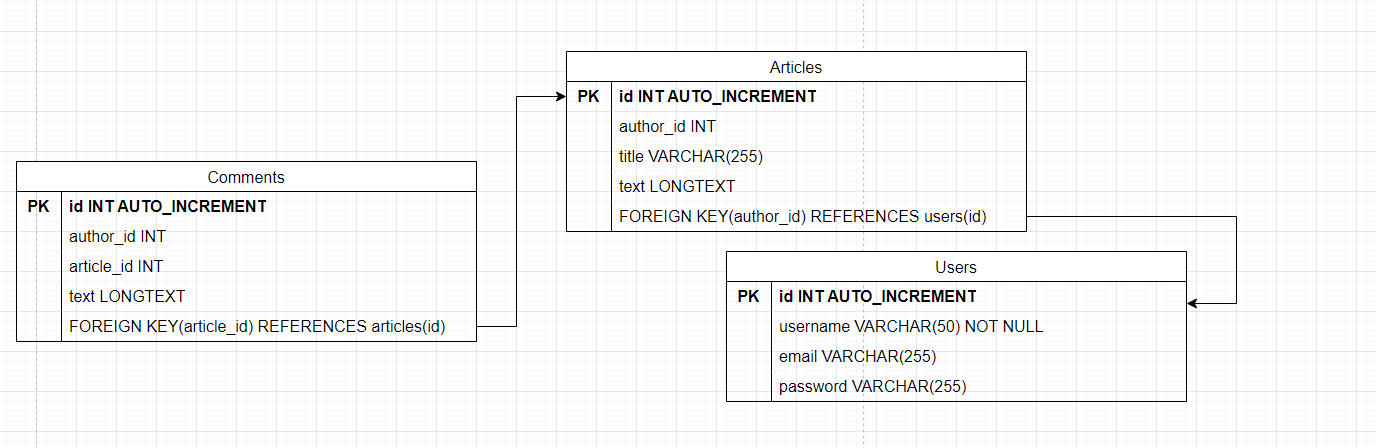 Articles
PK id INT AUTO_INCREMENT
author_id INT
title VARCHAR(255)
text LONGTEXT
FOREIGN KEY(author_id) REFERENCES users(id)
Comments
PK id INT AUTO_INCREMENT
author_id INT
article_id INT
text LONGTEXT
FOREIGN KEY(article_id) REFERENCES articles(id)
Users
PK id INT AUTO_INCREMENT
username VARCHAR(50) NOT NULL
email VARCHAR(255)
password VARCHAR(255)